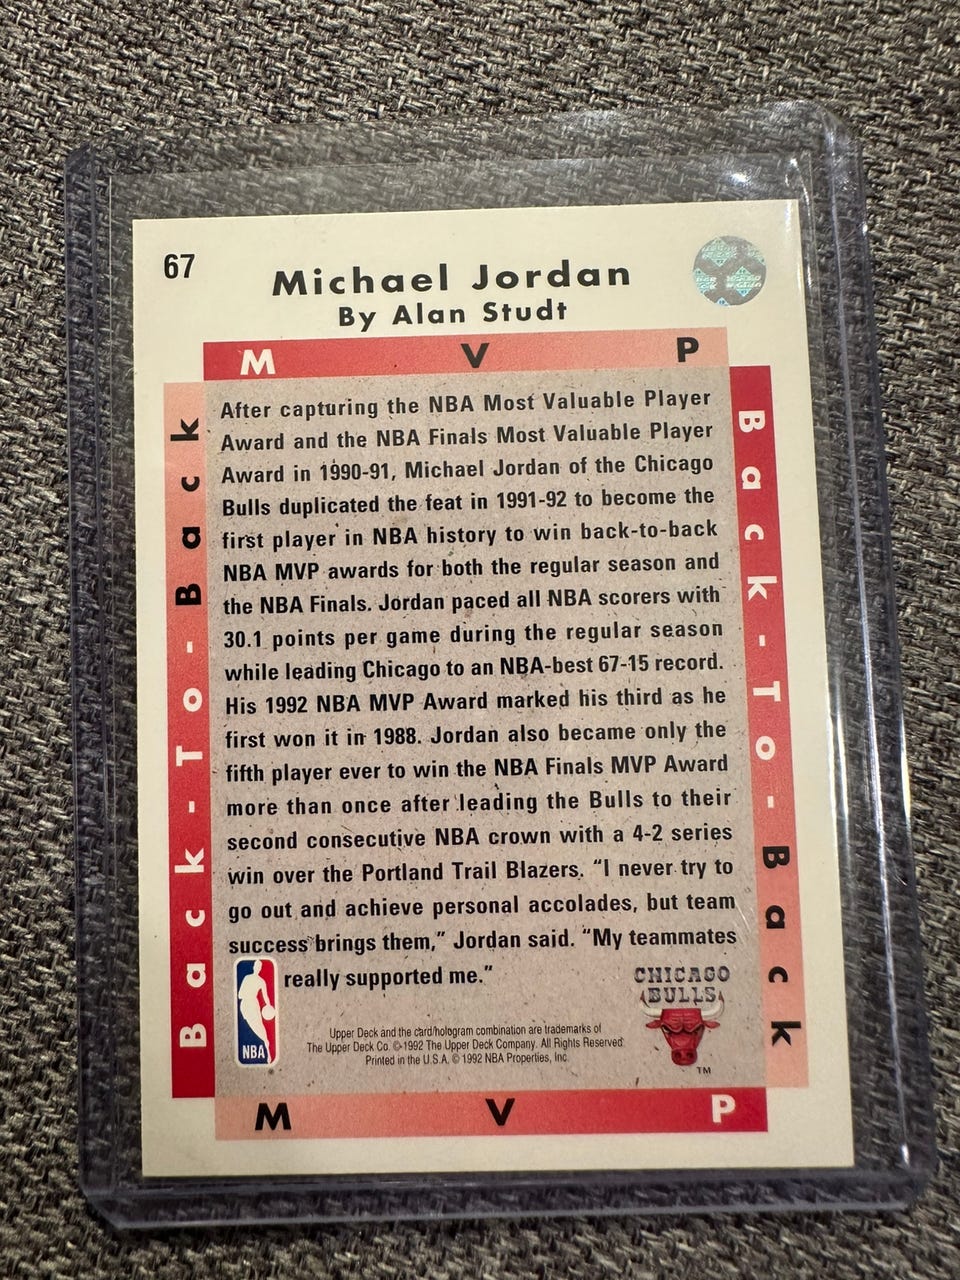 67
Michael Jordan
By Alan Studt
M V P
Back-To-Back
Back-To-Back
After capturing the NBA Most Valuable Player
Award and the NBA Finals Most Valuable Player
Award in 1990-91, Michael Jordan of the Chicago
Bulls duplicated the feat in 1991-92 to become the
first player in NBA history to win back-to-back
NBA MVP awards for both the regular season and
the NBA Finals. Jordan paced all NBA scorers with
30.1 points per game during the regular season
while leading Chicago to an NBA-best 67-15 record.
His 1992 NBA MVP Award marked his third as he
first won it in 1988. Jordan also became only the
fifth player ever to win the NBA Finals MVP Award
more than once after leading the Bulls to their
second consecutive NBA crown with a 4-2 series
win over the Portland Trail Blazers. “I never try to
go out and achieve personal accolades, but team
success brings them,” Jordan said. “My teammates
really supported me.”
CHICAGO
BULLS
TM
NBA
®
Upper Deck and the card/hologram combination are trademarks of
The Upper Deck Co. © 1992 The Upper Deck Company. All Rights Reserved.
Printed in the U.S.A. © 1992 NBA Properties, Inc.
M V P